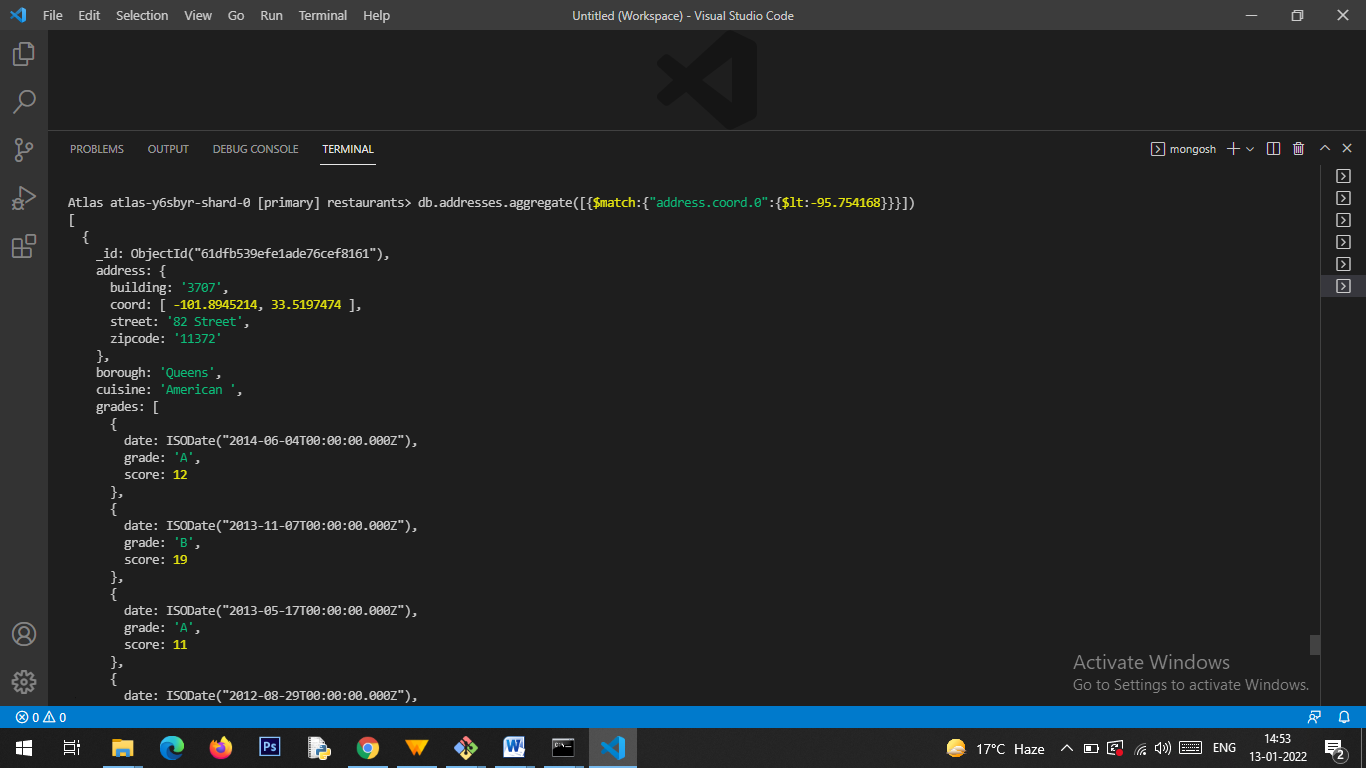 File Edit Selection View Go Run Terminal Help Untitled (Workspace) - Visual Studio Code
PROBLEMS OUTPUT DEBUG CONSOLE TERMINAL mongosh
Atlas atlas-y6sbyr-shard-0 [primary] restaurants> db.addresses.aggregate([{$match:{"address.coord.0":{$lt:-95.754168}}}])
[
{
_id: ObjectId("61dfb539efe1ade76cef8161"),
address: {
building: '3707',
coord: [ -101.8945214, 33.5197474 ],
street: '82 Street',
zipcode: '11372'
},
borough: 'Queens',
cuisine: 'American ',
grades: [
{
date: ISODate("2014-06-04T00:00:00.000Z"),
grade: 'A',
score: 12
},
{
date: ISODate("2013-11-07T00:00:00.000Z"),
grade: 'B',
score: 19
},
{
date: ISODate("2013-05-17T00:00:00.000Z"),
grade: 'A',
score: 11
},
{
date: ISODate("2012-08-29T00:00:00.000Z"),
Activate Windows
Go to Settings to activate Windows.
0 0
Ps
W
17°C Haze ENG 14:53
13-01-2022
2